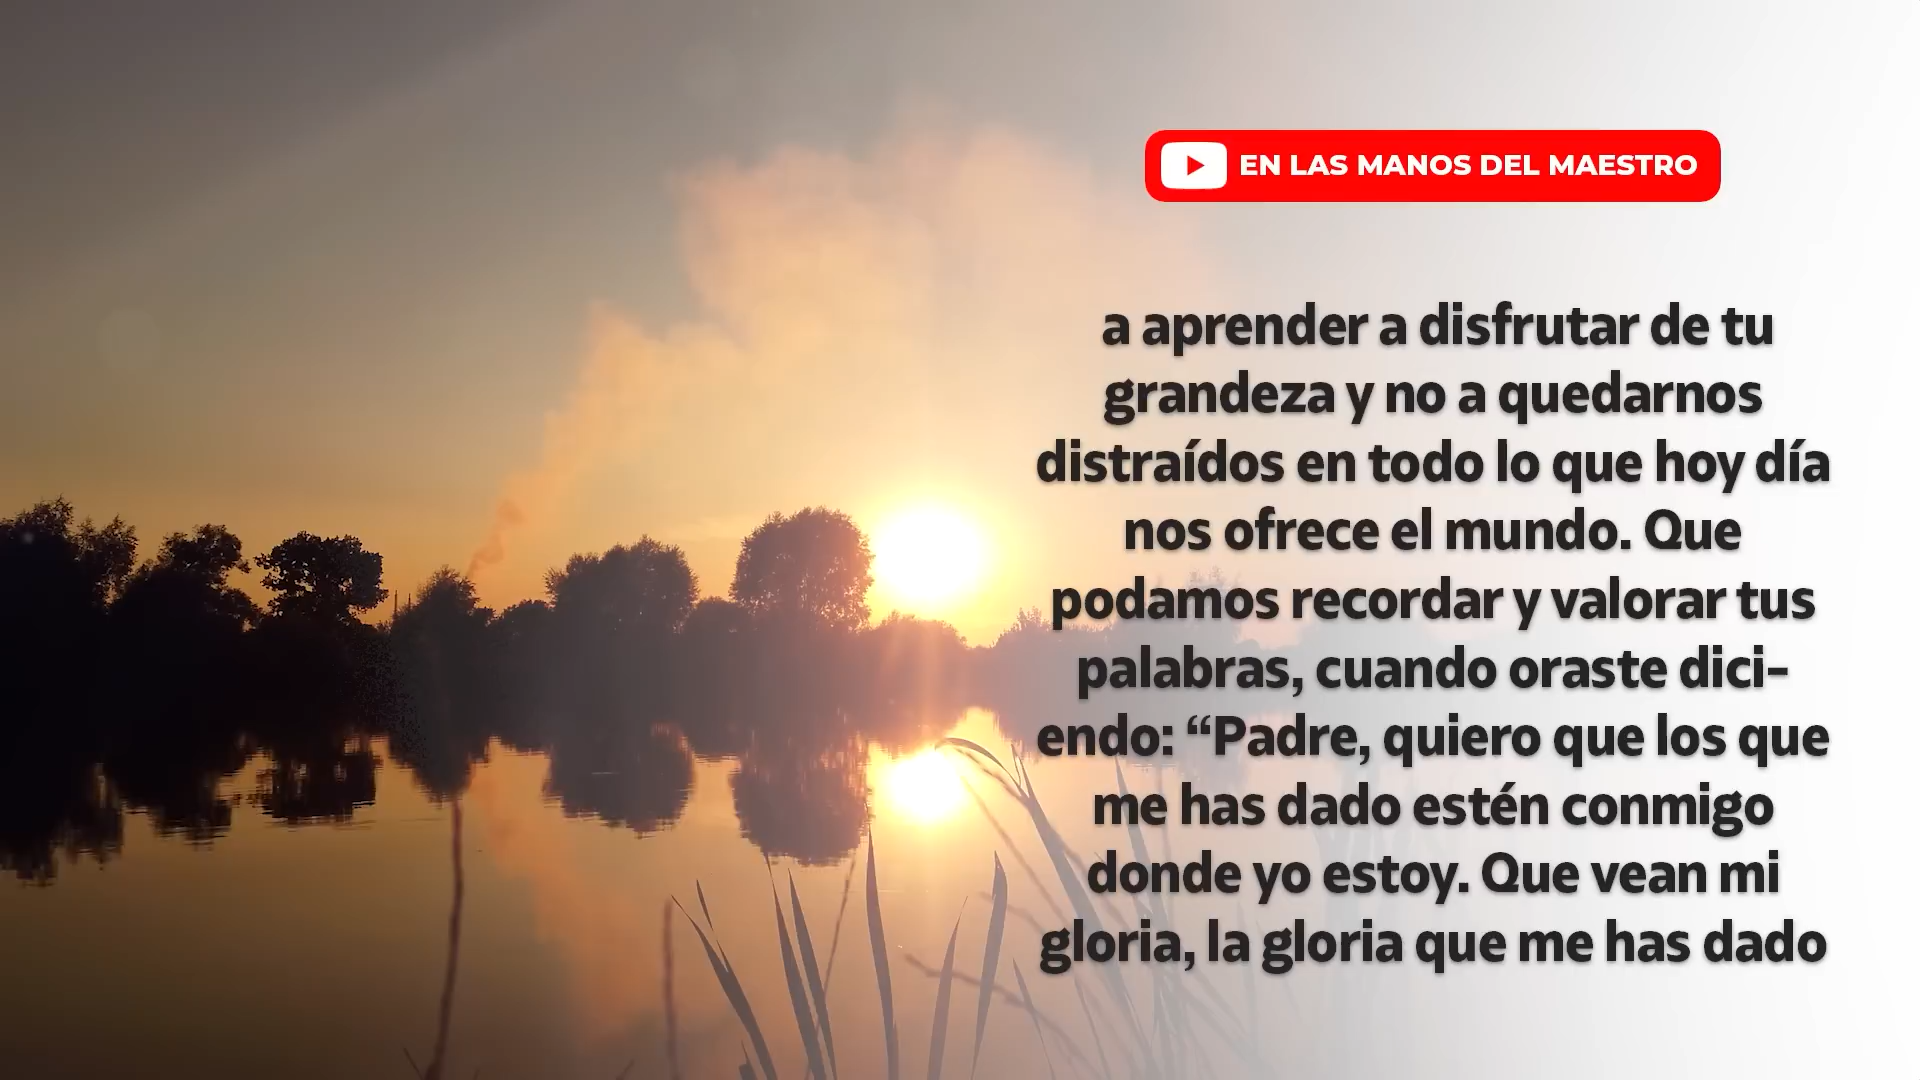 EN LAS MANOS DEL MAESTRO
a aprender a disfrutar de tu
grandeza y no a quedarnos
distraídos en todo lo que hoy día
nos ofrece el mundo. Que
podamos recordar y valorar tus
palabras, cuando oraste dici-
endo: “Padre, quiero que los que
me has dado estén conmigo
donde yo estoy. Que vean mi
gloria, la gloria que me has dado